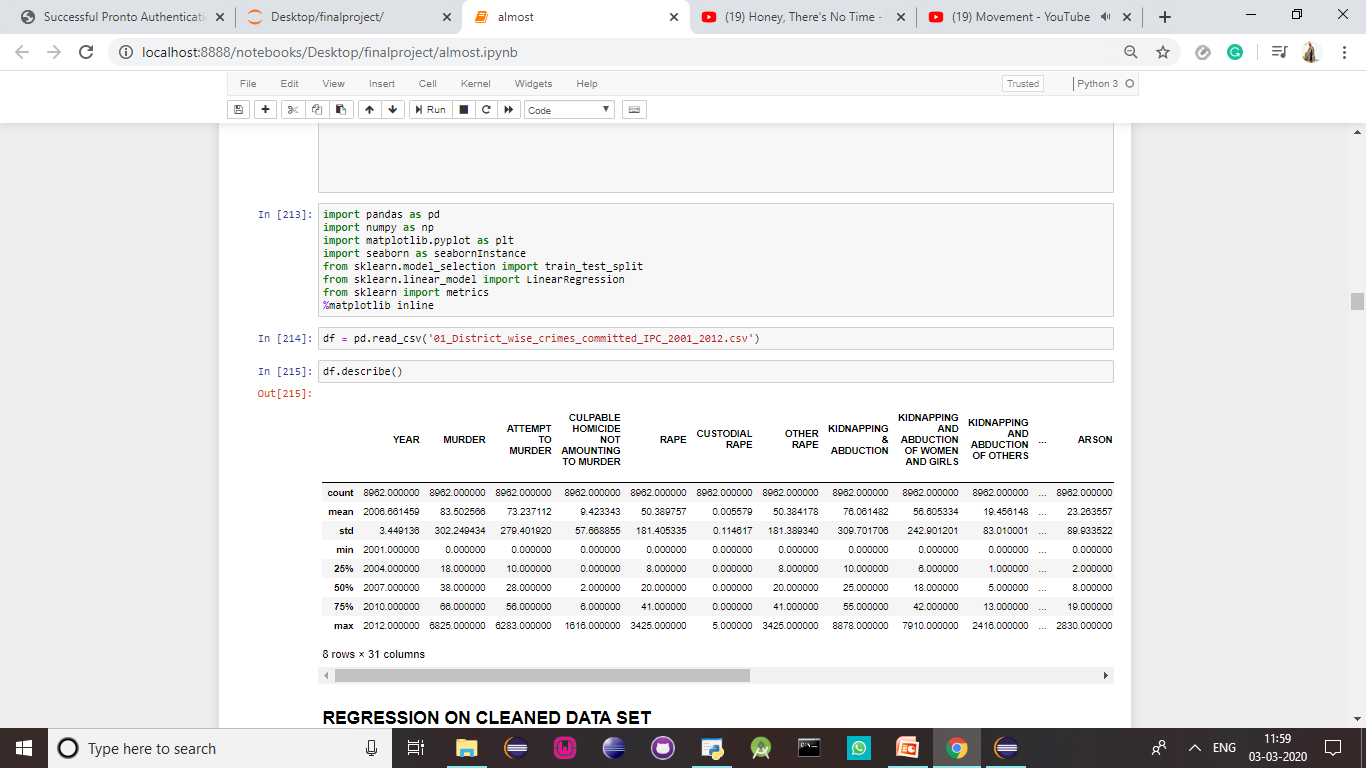 Successful Pronto Authenticati
Desktop/finalproject/
almost
(19) Honey, There's No Time -
(19) Movement - YouTube
localhost:8888/notebooks/Desktop/finalproject/almost.ipynb
File Edit View Insert Cell Kernel Widgets Help Trusted Python 3
Run Code
In [213]:
import pandas as pd
import numpy as np
import matplotlib.pyplot as plt
import seaborn as seabornInstance
from sklearn.model_selection import train_test_split
from sklearn.linear_model import LinearRegression
from sklearn import metrics
%matplotlib inline
In [214]: df = pd.read_csv('01_District_wise_crimes_committed_IPC_2001_2012.csv')
In [215]: df.describe()
Out[215]:
YEAR MURDER ATTEMPT TO MURDER CULPABLE HOMICIDE NOT AMOUNTING TO MURDER RAPE CUSTODIAL RAPE OTHER RAPE KIDNAPPING & ABDUCTION KIDNAPPING AND ABDUCTION OF WOMEN AND GIRLS KIDNAPPING AND ABDUCTION OF OTHERS ... ARSON
count 8962.000000 8962.000000 8962.000000 8962.000000 8962.000000 8962.000000 8962.000000 8962.000000 8962.000000 8962.000000 ... 8962.000000
mean 2006.661459 83.502566 73.237112 9.423343 50.389757 0.005579 50.384178 76.061482 56.605334 19.456148 ... 23.263557
std 3.449136 302.249434 279.401920 57.668855 181.405335 0.114617 181.389340 309.701706 242.901201 83.010001 ... 89.933522
min 2001.000000 0.000000 0.000000 0.000000 0.000000 0.000000 0.000000 0.000000 0.000000 0.000000 ... 0.000000
25% 2004.000000 18.000000 10.000000 0.000000 8.000000 0.000000 8.000000 10.000000 6.000000 1.000000 ... 2.000000
50% 2007.000000 38.000000 28.000000 2.000000 20.000000 0.000000 20.000000 25.000000 18.000000 5.000000 ... 8.000000
75% 2010.000000 66.000000 56.000000 6.000000 41.000000 0.000000 41.000000 55.000000 42.000000 13.000000 ... 19.000000
max 2012.000000 6825.000000 6283.000000 1616.000000 3425.000000 5.000000 3425.000000 8878.000000 7910.000000 2416.000000 ... 2830.000000
8 rows × 31 columns
REGRESSION ON CLEANED DATA SET
Type here to search
ENG
11:59
03-03-2020